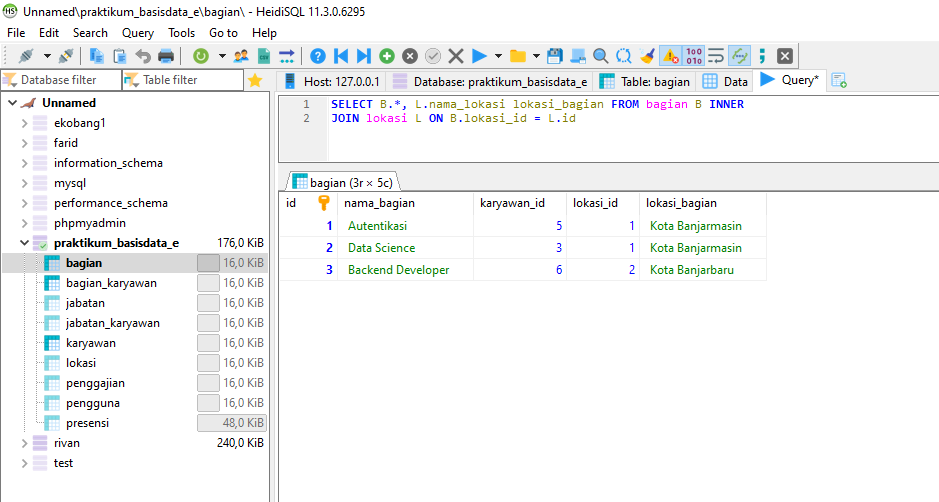 Unnamed\praktikum_basisdata_e\bagian\ - HeidiSQL 11.3.0.6295
File Edit Search Query Tools Go to Help
Database filter Table filter Host: 127.0.0.1 Database: praktikum_basisdata_e Table: bagian Data Query*
Unnamed
ekobang1
farid
information_schema
mysql
performance_schema
phpmyadmin
praktikum_basisdata_e 176,0 KiB
bagian 16,0 KiB
bagian_karyawan 16,0 KiB
jabatan 16,0 KiB
jabatan_karyawan 16,0 KiB
karyawan 16,0 KiB
lokasi 16,0 KiB
penggajian 16,0 KiB
pengguna 16,0 KiB
presensi 48,0 KiB
rivan 240,0 KiB
test
1 SELECT B.*, L.nama_lokasi lokasi_bagian FROM bagian B INNER
2 JOIN lokasi L ON B.lokasi_id = L.id
bagian (3r × 5c)
id nama_bagian karyawan_id lokasi_id lokasi_bagian
1 Autentikasi 5 1 Kota Banjarmasin
2 Data Science 3 1 Kota Banjarmasin
3 Backend Developer 6 2 Kota Banjarbaru